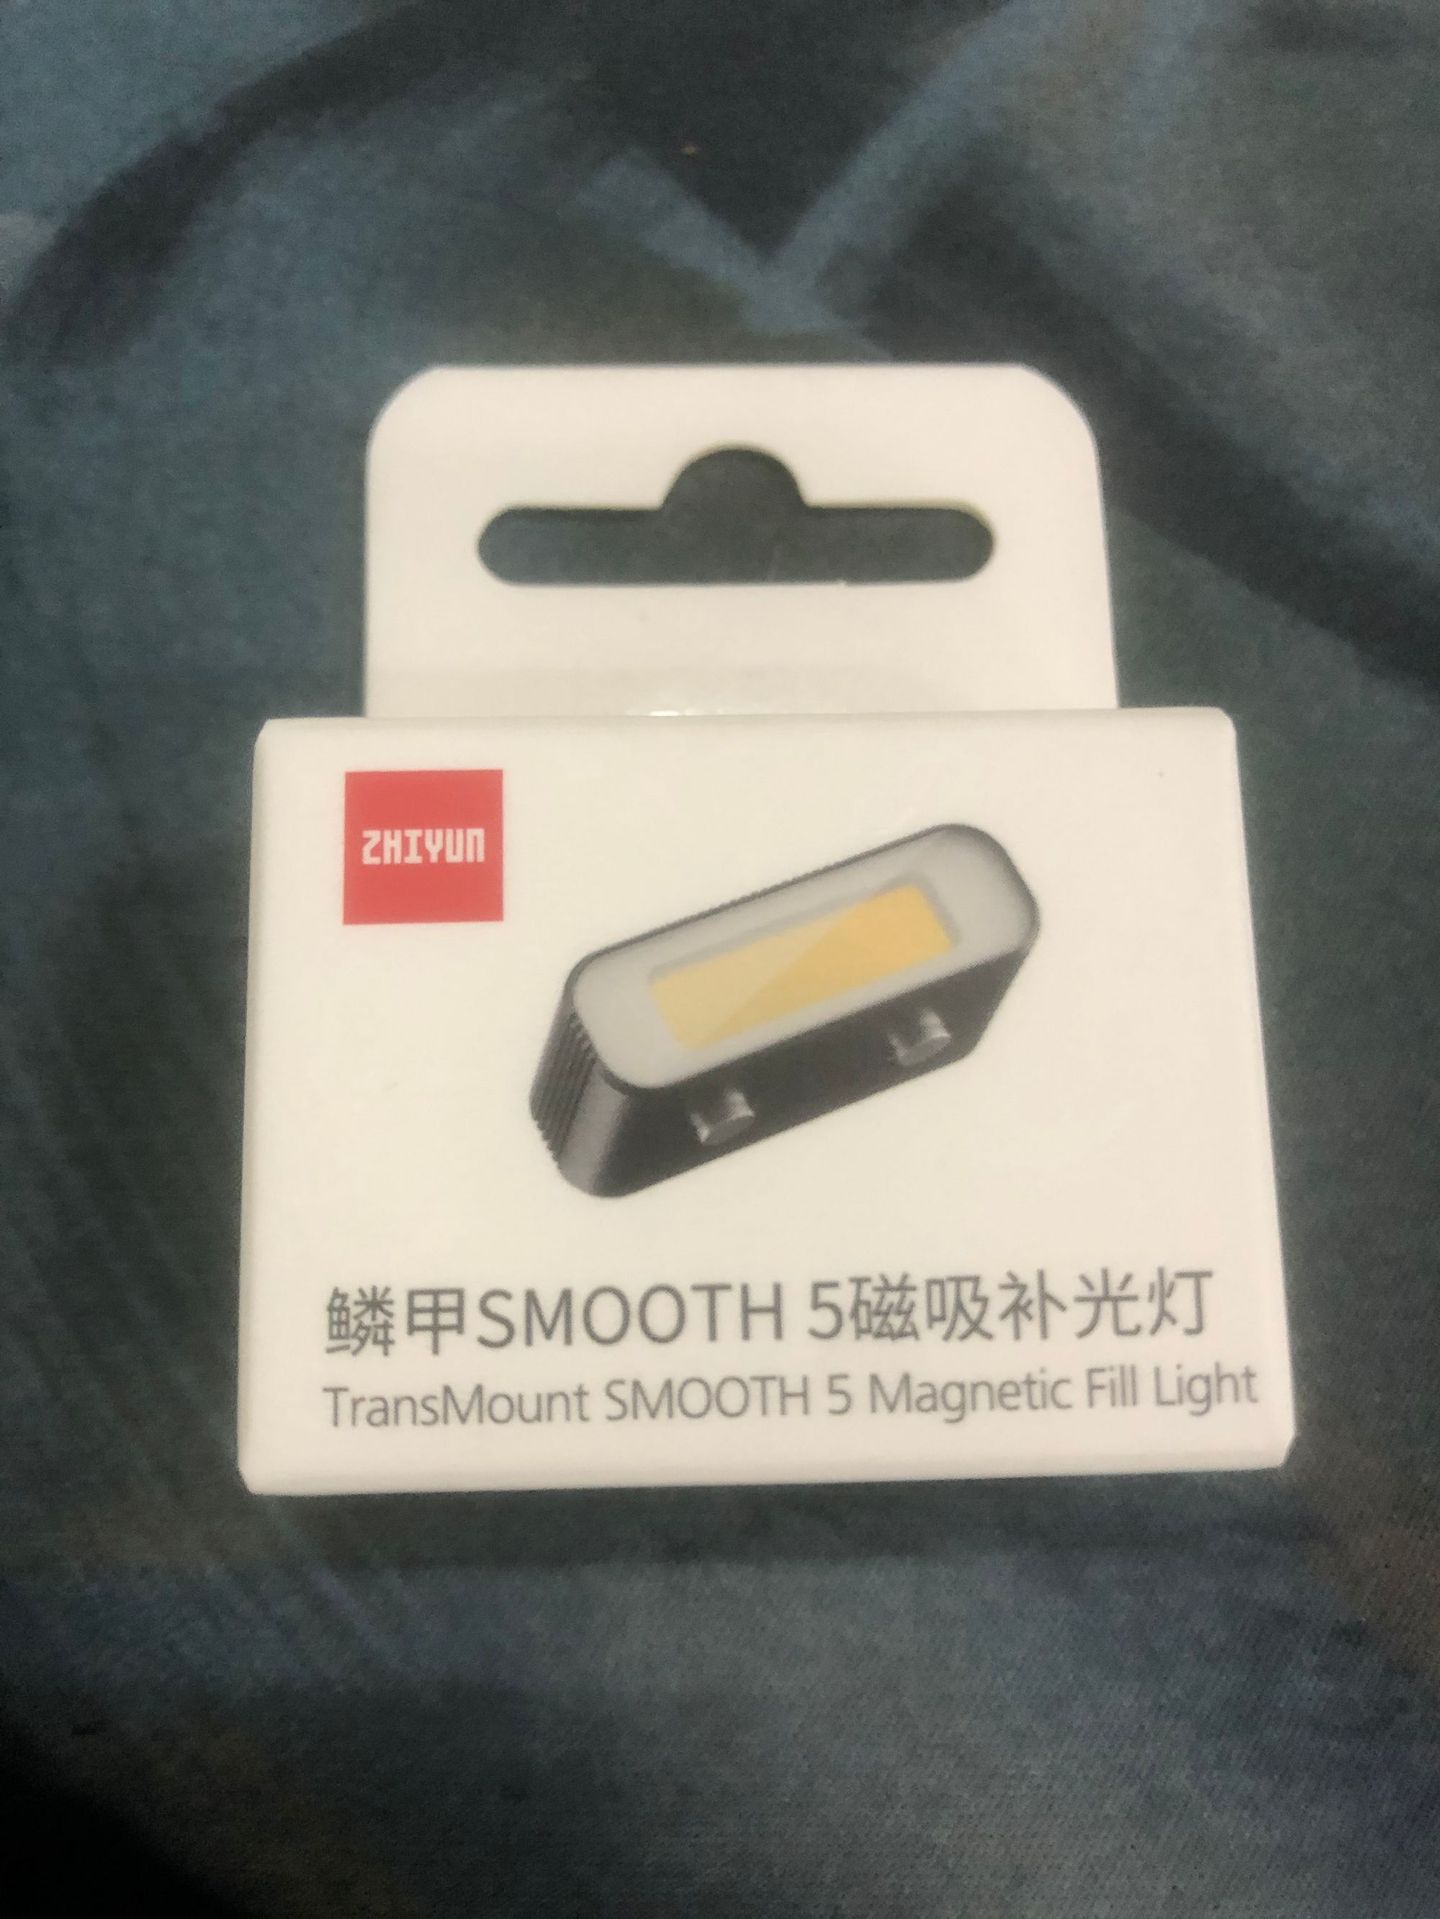 ZHIYUN
鳞甲SMOOTH 5磁吸补光灯
TransMount SMOOTH 5 Magnetic Fill Light